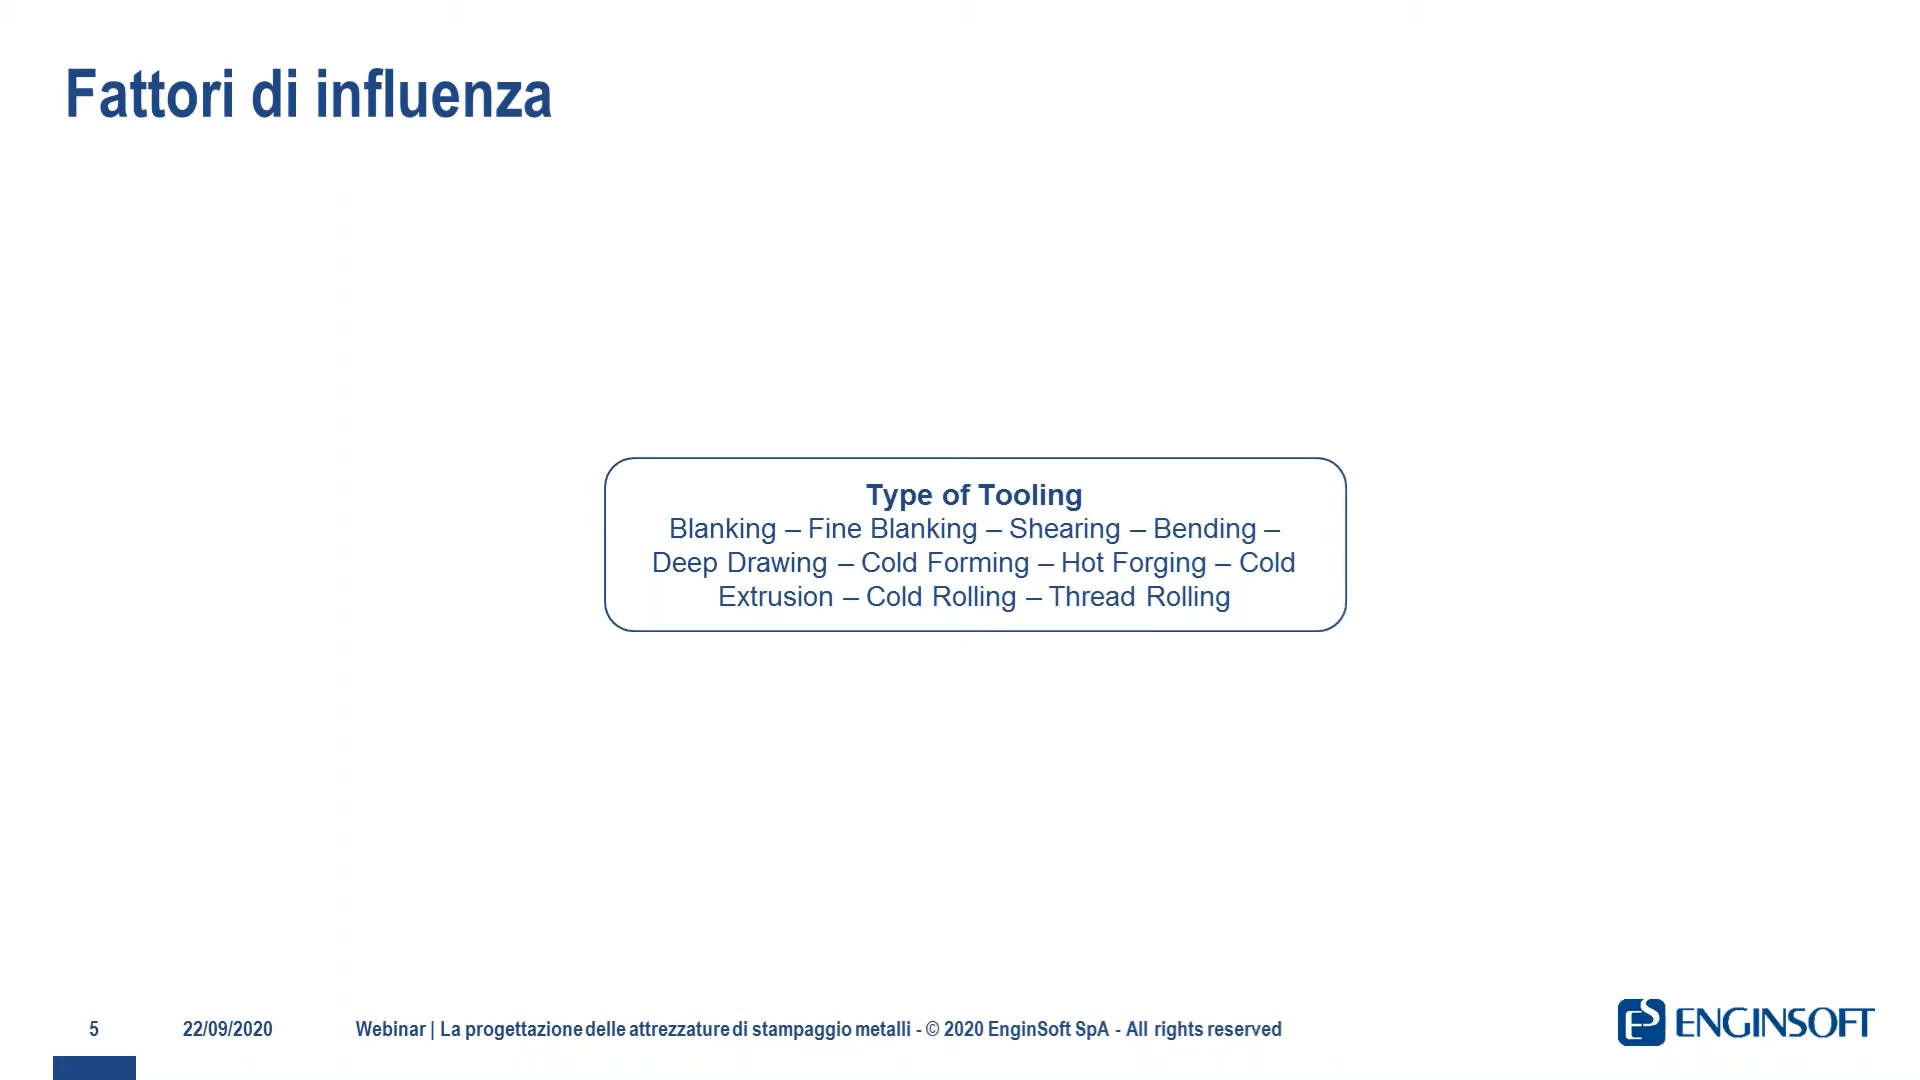 Fattori di influenza
Type of Tooling
Blanking – Fine Blanking – Shearing – Bending –
Deep Drawing – Cold Forming – Hot Forging – Cold
Extrusion – Cold Rolling – Thread Rolling
5 22/09/2020 Webinar | La progettazione delle attrezzature di stampaggio metalli - © 2020 EnginSoft SpA - All rights reserved
ES ENGINSOFT